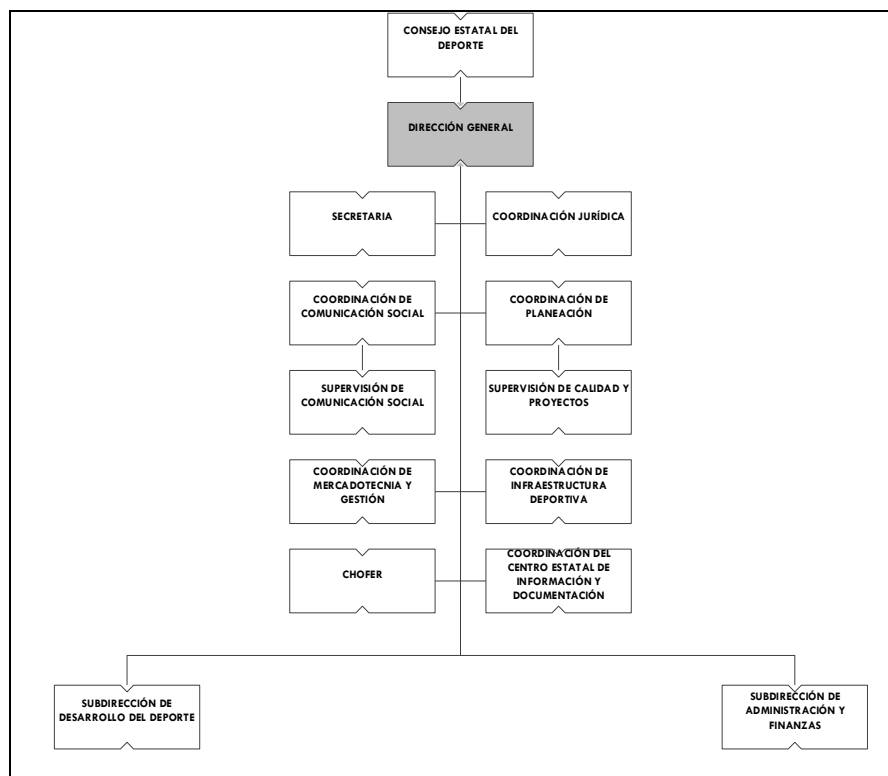 CONSEJO ESTATAL DEL
DEPORTE
DIRECCIÓN GENERAL
SECRETARIA
COORDINACIÓN JURÍDICA
COORDINACIÓN DE
COMUNICACIÓN SOCIAL
COORDINACIÓN DE
PLANEACIÓN
SUPERVISIÓN DE
COMUNICACIÓN SOCIAL
SUPERVISIÓN DE CALIDAD Y
PROYECTOS
COORDINACIÓN DE
MERCADOTECNIA Y
GESTIÓN
COORDINACIÓN DE
INFRAESTRUCTURA
DEPORTIVA
CHOFER
COORDINACIÓN DEL
CENTRO ESTATAL DE
INFORMACIÓN Y
DOCUMENTACIÓN
SUBDIRECCIÓN DE
DESARROLLO DEL DEPORTE
SUBDIRECCIÓN DE
ADMINISTRACIÓN Y
FINANZAS